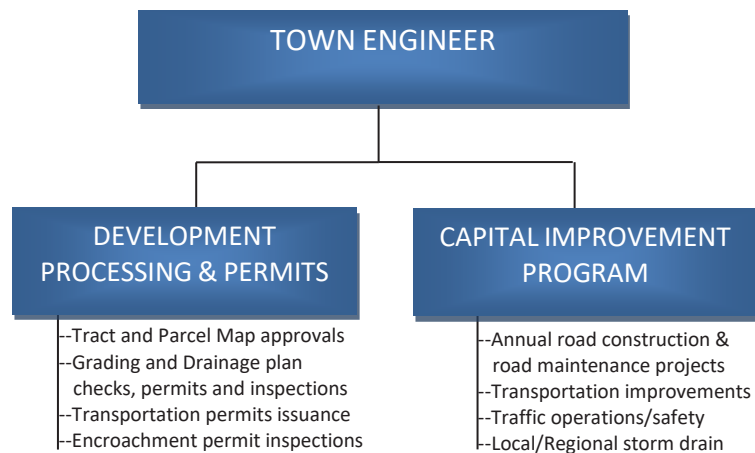 TOWN ENGINEER
DEVELOPMENT
PROCESSING & PERMITS
--Tract and Parcel Map approvals
--Grading and Drainage plan
checks, permits and inspections
--Transportation permits issuance
--Encroachment permit inspections
CAPITAL IMPROVEMENT
PROGRAM
--Annual road construction &
road maintenance projects
--Transportation improvements
--Traffic operations/safety
--Local/Regional storm drain